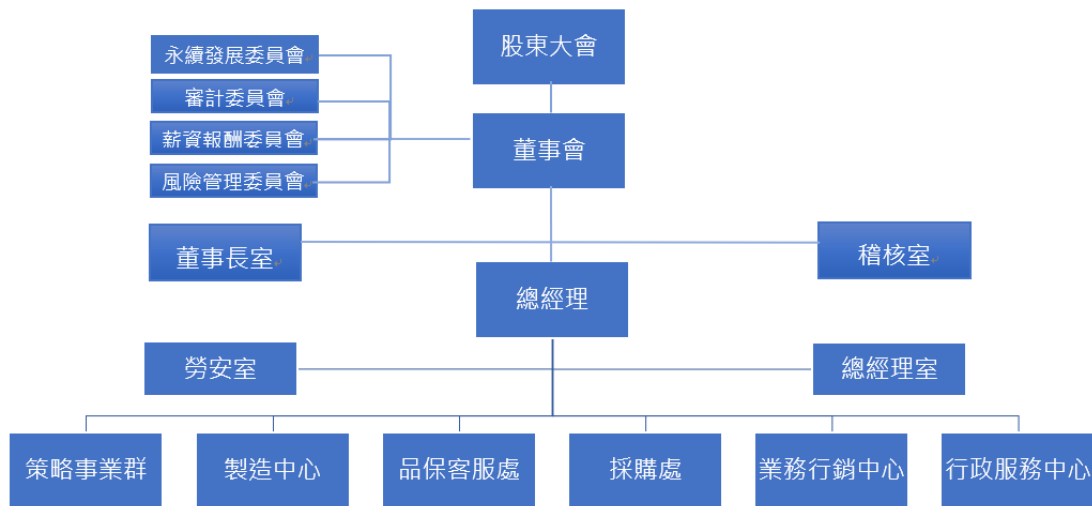 股東大會
永續發展委員會
審計委員會
薪資報酬委員會
風險管理委員會
董事會
董事長室
稽核室
總經理
勞安室
總經理室
策略事業群
製造中心
品保客服處
採購處
業務行銷中心
行政服務中心